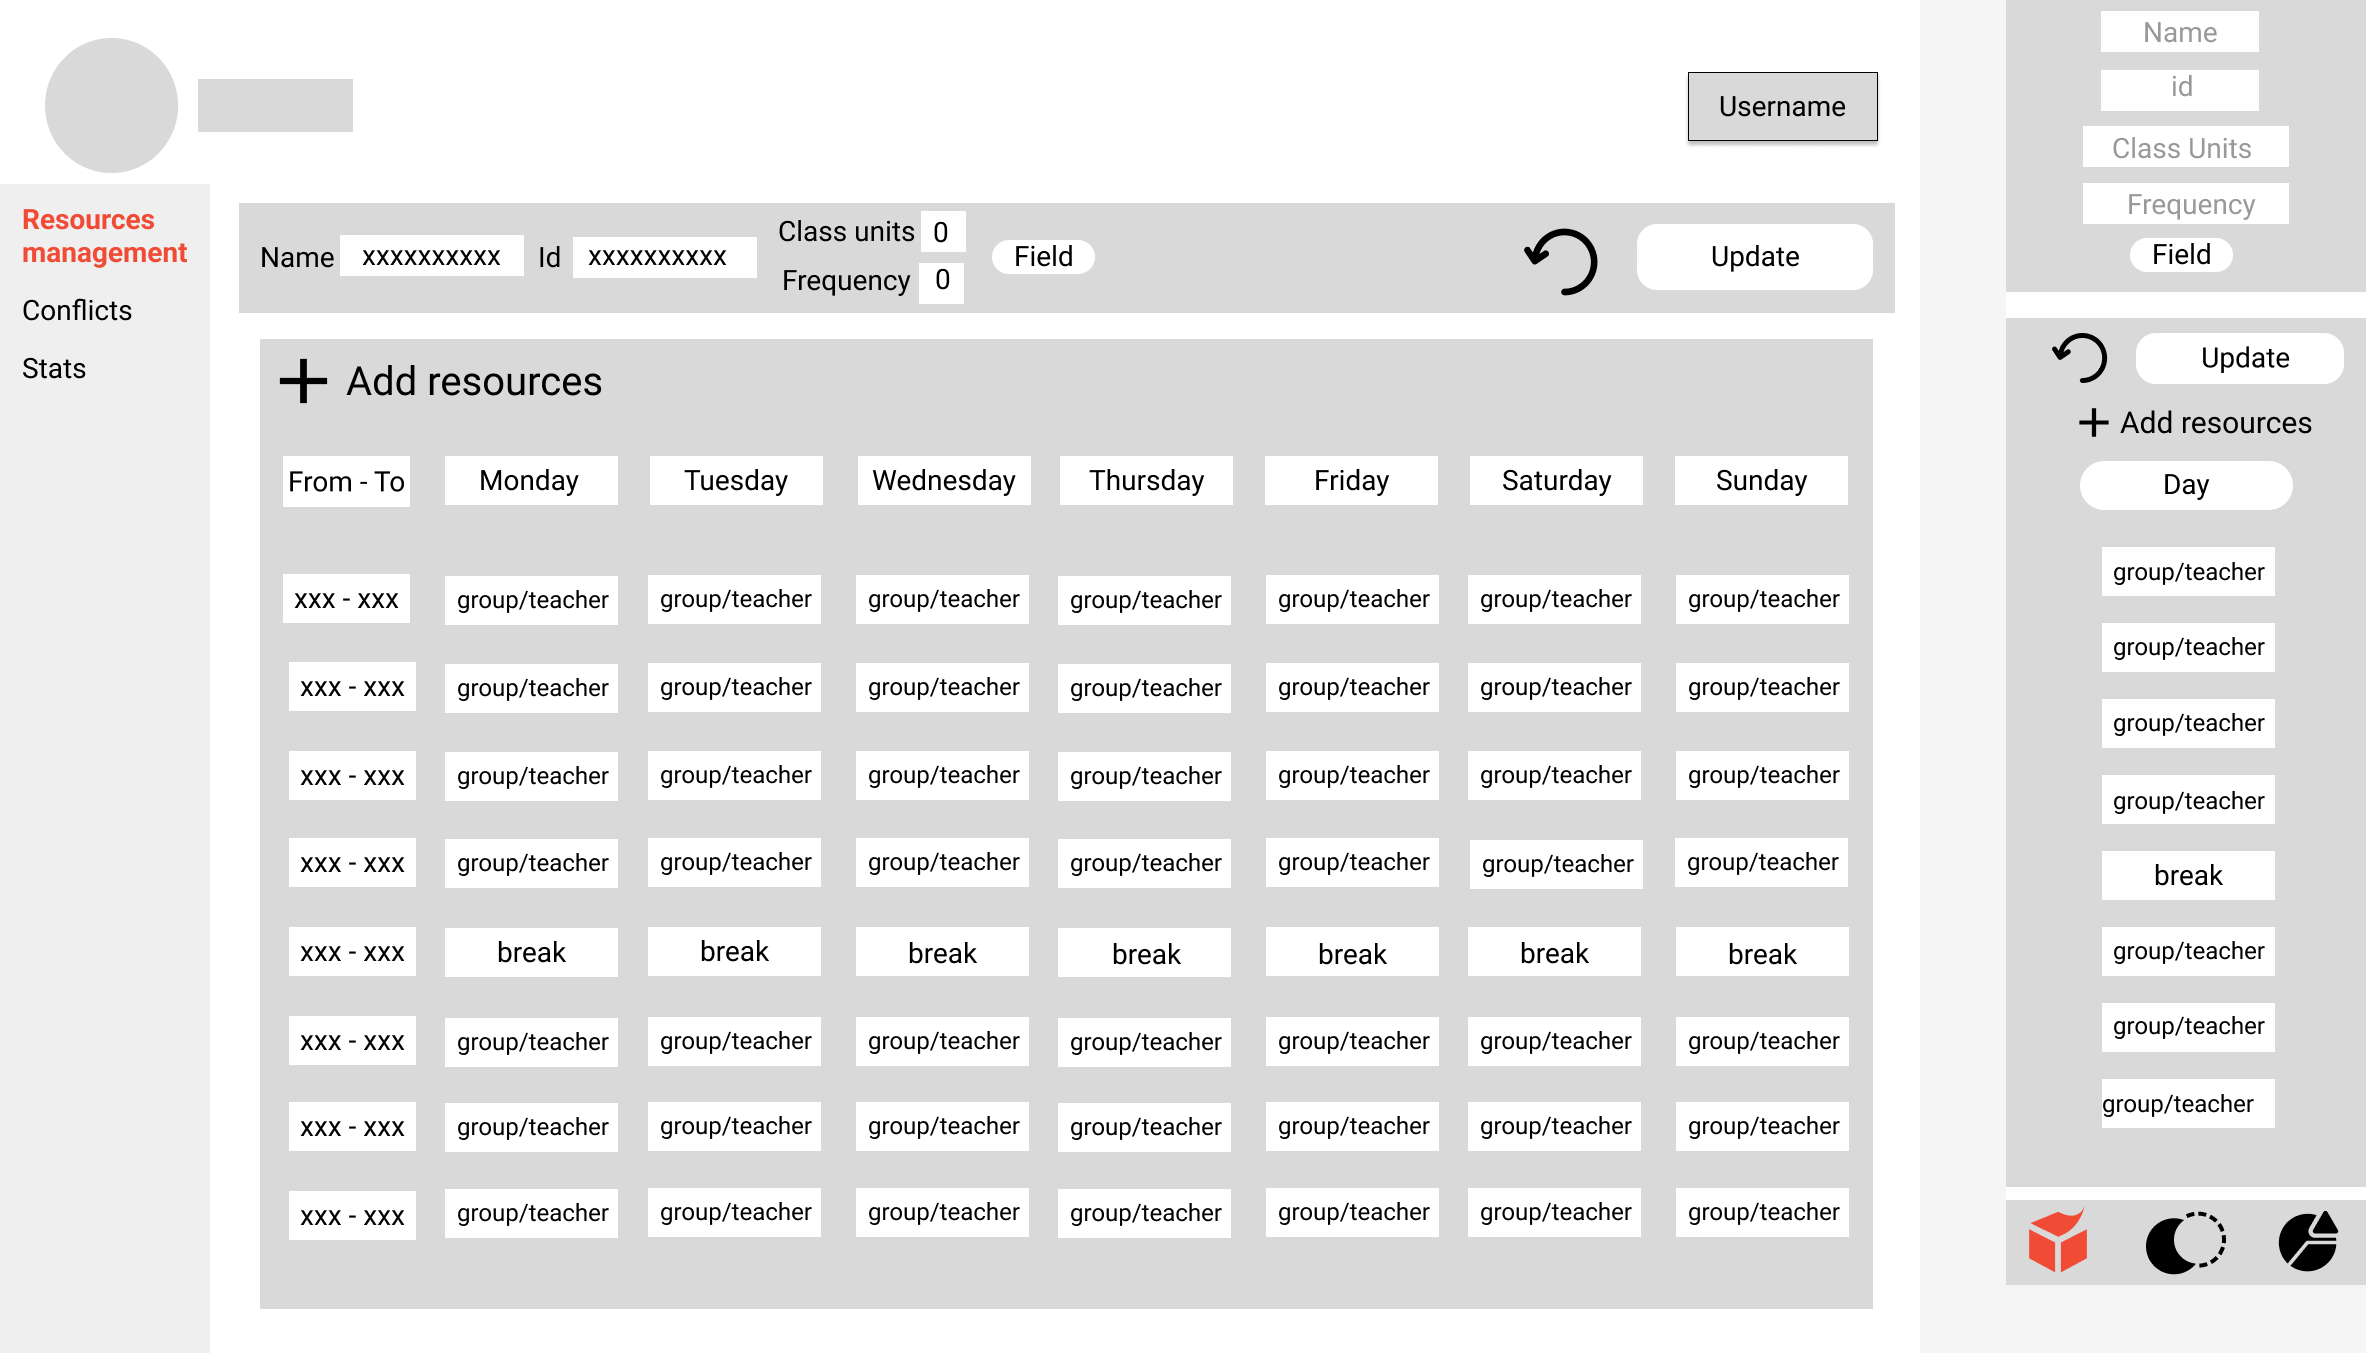 Username
Resources
management
Conflicts
Stats
Name xxxxxxxxxx Id xxxxxxxxxx
Class units 0
Frequency 0
Field
Update
Add resources
From - To Monday Tuesday Wednesday Thursday Friday Saturday Sunday
xxx - xxx group/teacher group/teacher group/teacher group/teacher group/teacher group/teacher group/teacher
xxx - xxx group/teacher group/teacher group/teacher group/teacher group/teacher group/teacher group/teacher
xxx - xxx group/teacher group/teacher group/teacher group/teacher group/teacher group/teacher group/teacher
xxx - xxx group/teacher group/teacher group/teacher group/teacher group/teacher group/teacher group/teacher
xxx - xxx break break break break break break break
xxx - xxx group/teacher group/teacher group/teacher group/teacher group/teacher group/teacher group/teacher
xxx - xxx group/teacher group/teacher group/teacher group/teacher group/teacher group/teacher group/teacher
xxx - xxx group/teacher group/teacher group/teacher group/teacher group/teacher group/teacher group/teacher
Name
id
Class Units
Frequency
Field
Update
Add resources
Day
group/teacher
group/teacher
group/teacher
group/teacher
break
group/teacher
group/teacher
group/teacher